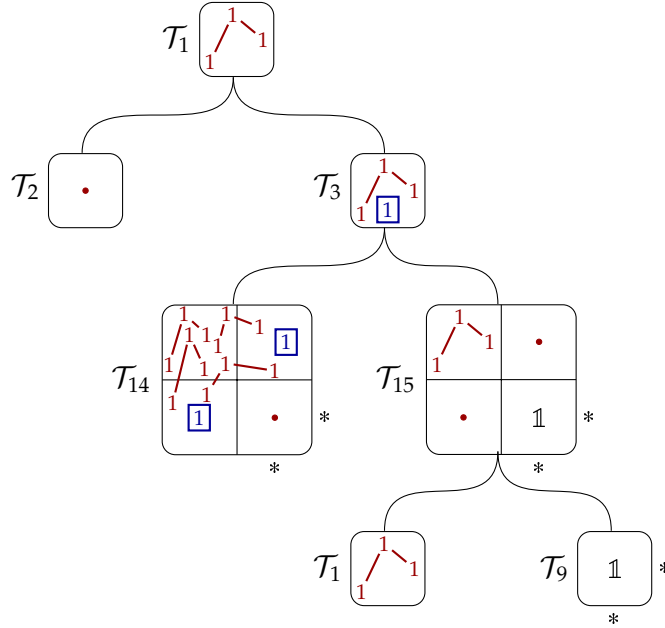 𝒯₁ 1 1 1
𝒯₂
𝒯₃ 1 1 1 1
𝒯₁₄ 1 1 1 1 1 1 1 1 1 1 1 1 1 1 * *
𝒯₁₅ 1 1 1 𝟙 * *
𝒯₁ 1 1 1
𝒯₉ 𝟙 * *